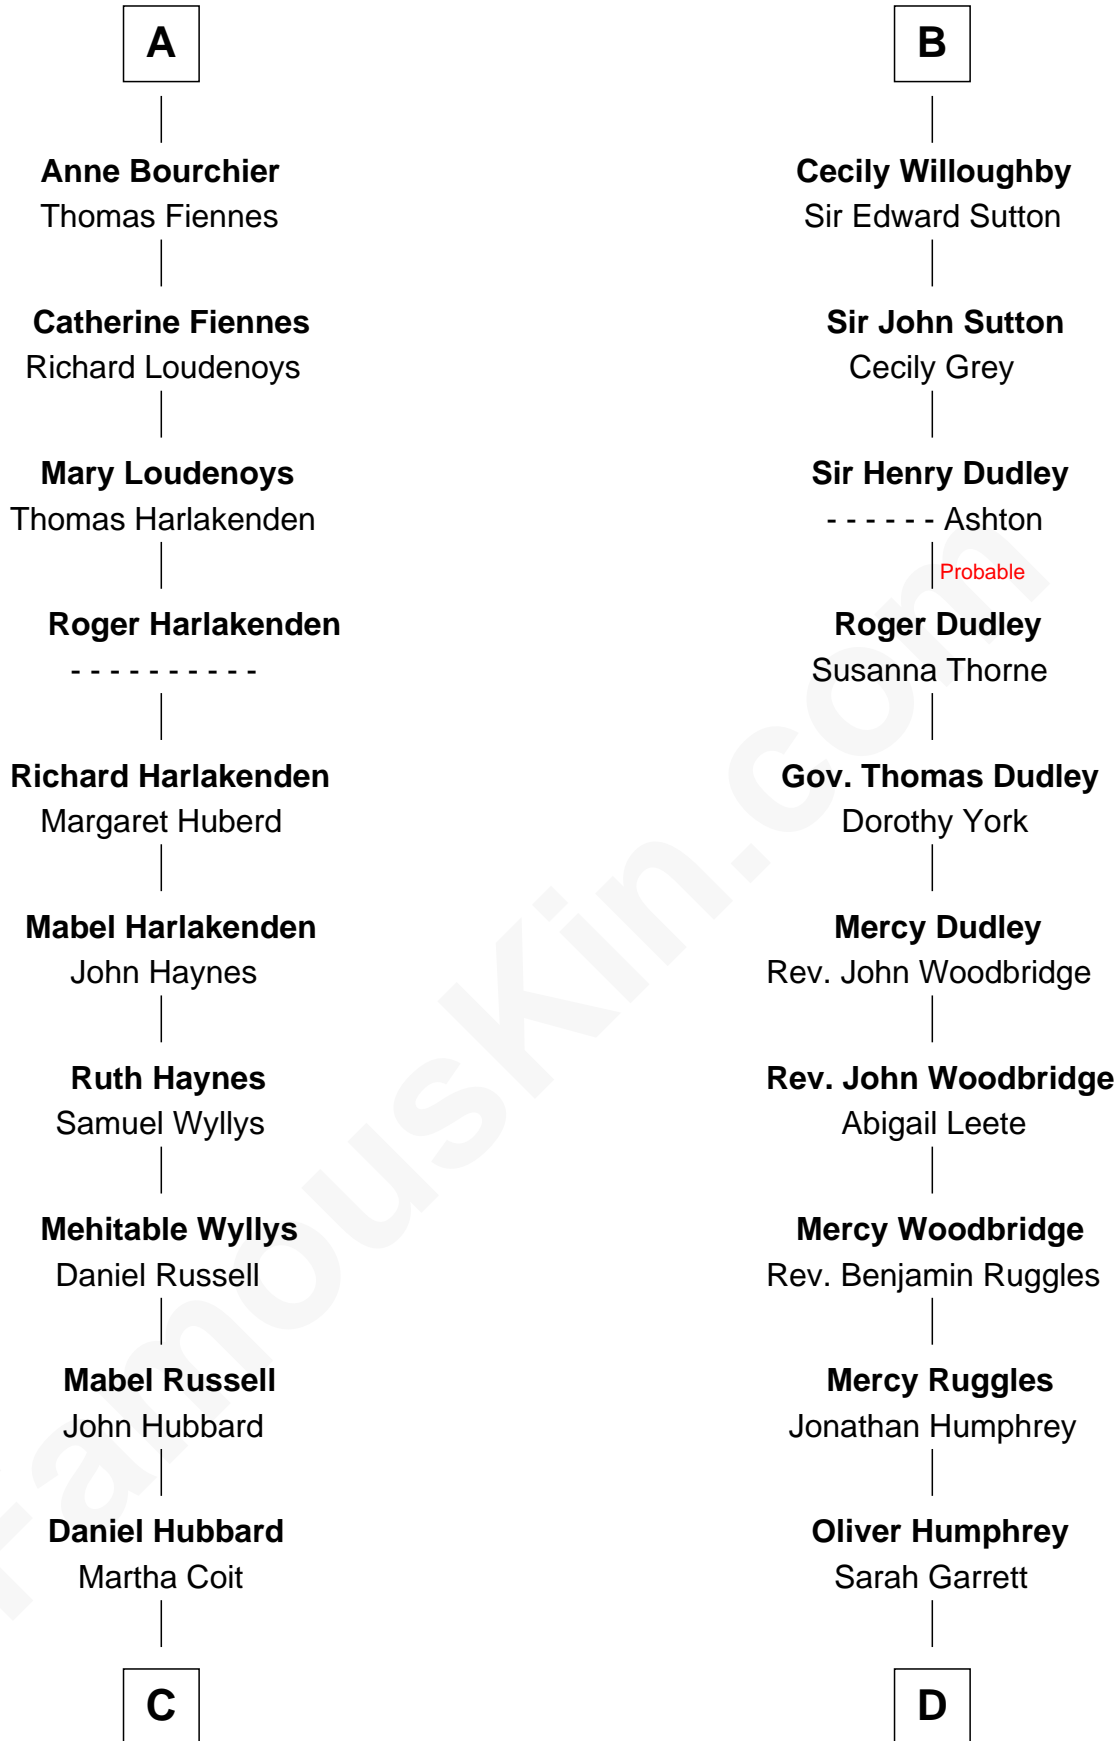 A
Anne Bourchier
Thomas Fiennes
Catherine Fiennes
Richard Loudenoys
Mary Loudenoys
Thomas Harlakenden
Roger Harlakenden
- - - - - - - - - -
Richard Harlakenden
Margaret Huberd
Mabel Harlakenden
John Haynes
Ruth Haynes
Samuel Wyllys
Mehitable Wyllys
Daniel Russell
Mabel Russell
John Hubbard
Daniel Hubbard
Martha Coit
C
B
Cecily Willoughby
Sir Edward Sutton
Sir John Sutton
Cecily Grey
Sir Henry Dudley
- - - - - - Ashton
Probable
Roger Dudley
Susanna Thorne
Gov. Thomas Dudley
Dorothy York
Mercy Dudley
Rev. John Woodbridge
Rev. John Woodbridge
Abigail Leete
Mercy Woodbridge
Rev. Benjamin Ruggles
Mercy Ruggles
Jonathan Humphrey
Oliver Humphrey
Sarah Garrett
D
FamousKin.com